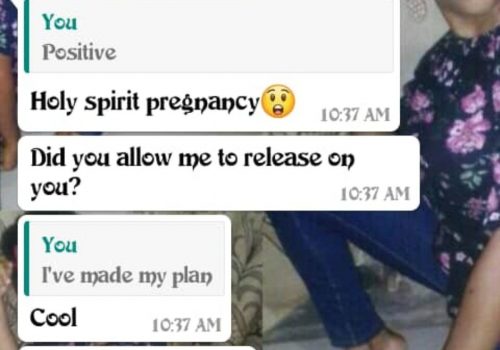 You
Positive
Holy spirit pregnancy😲
10:37 AM
Did you allow me to release on
you?
10:37 AM
You
I've made my plan
Cool
10:37 AM